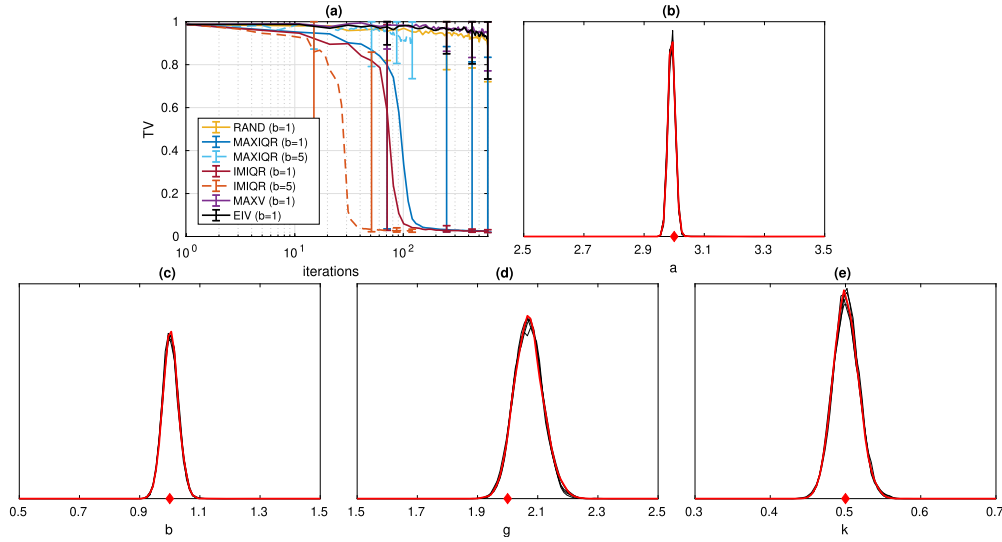 (a)
TV
1
0.8
0.6
0.4
0.2
0
RAND (b=1)
MAXIQR (b=1)
MAXIQR (b=5)
IMIQR (b=1)
IMIQR (b=5)
MAXV (b=1)
EIV (b=1)
10^0 10^1 10^2
iterations
(b)
2.5 2.7 2.9 3.1 3.3 3.5
a
(c)
0.5 0.7 0.9 1.1 1.3 1.5
b
(d)
1.5 1.7 1.9 2.1 2.3 2.5
g
(e)
0.3 0.4 0.5 0.6 0.7
k